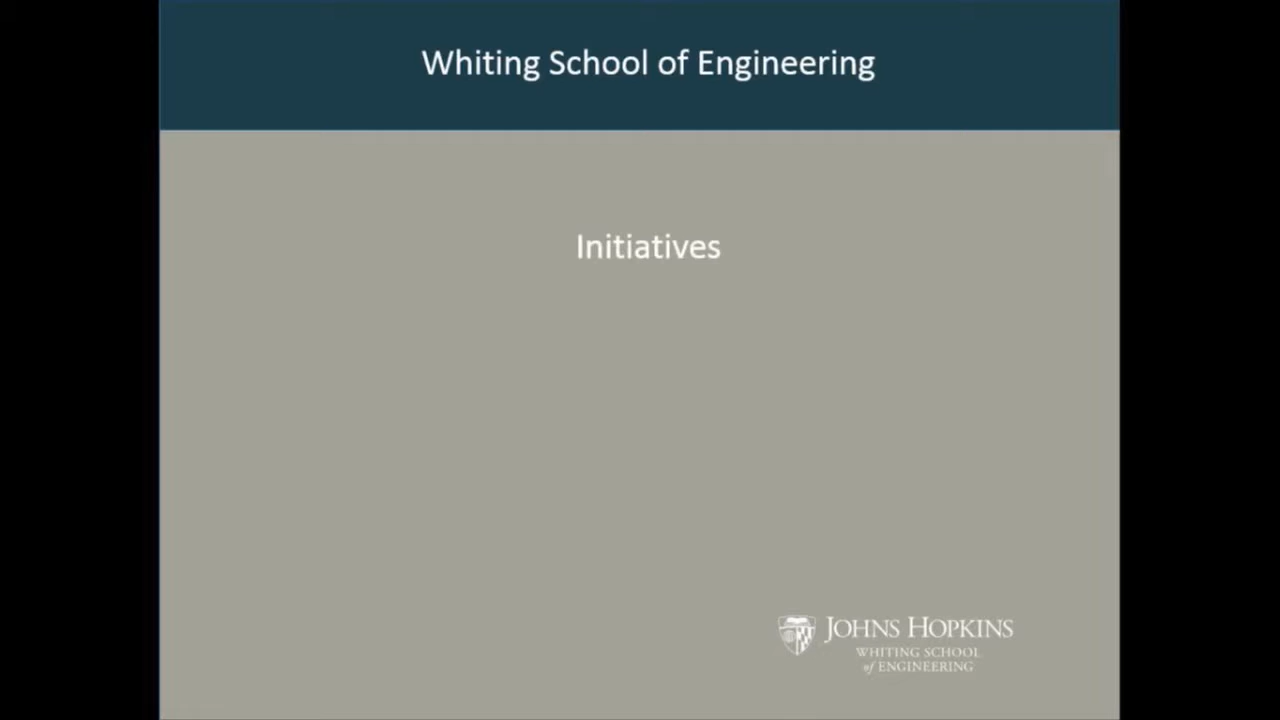 Whiting School of Engineering
Initiatives
JOHNS HOPKINS
WHITING SCHOOL
of ENGINEERING